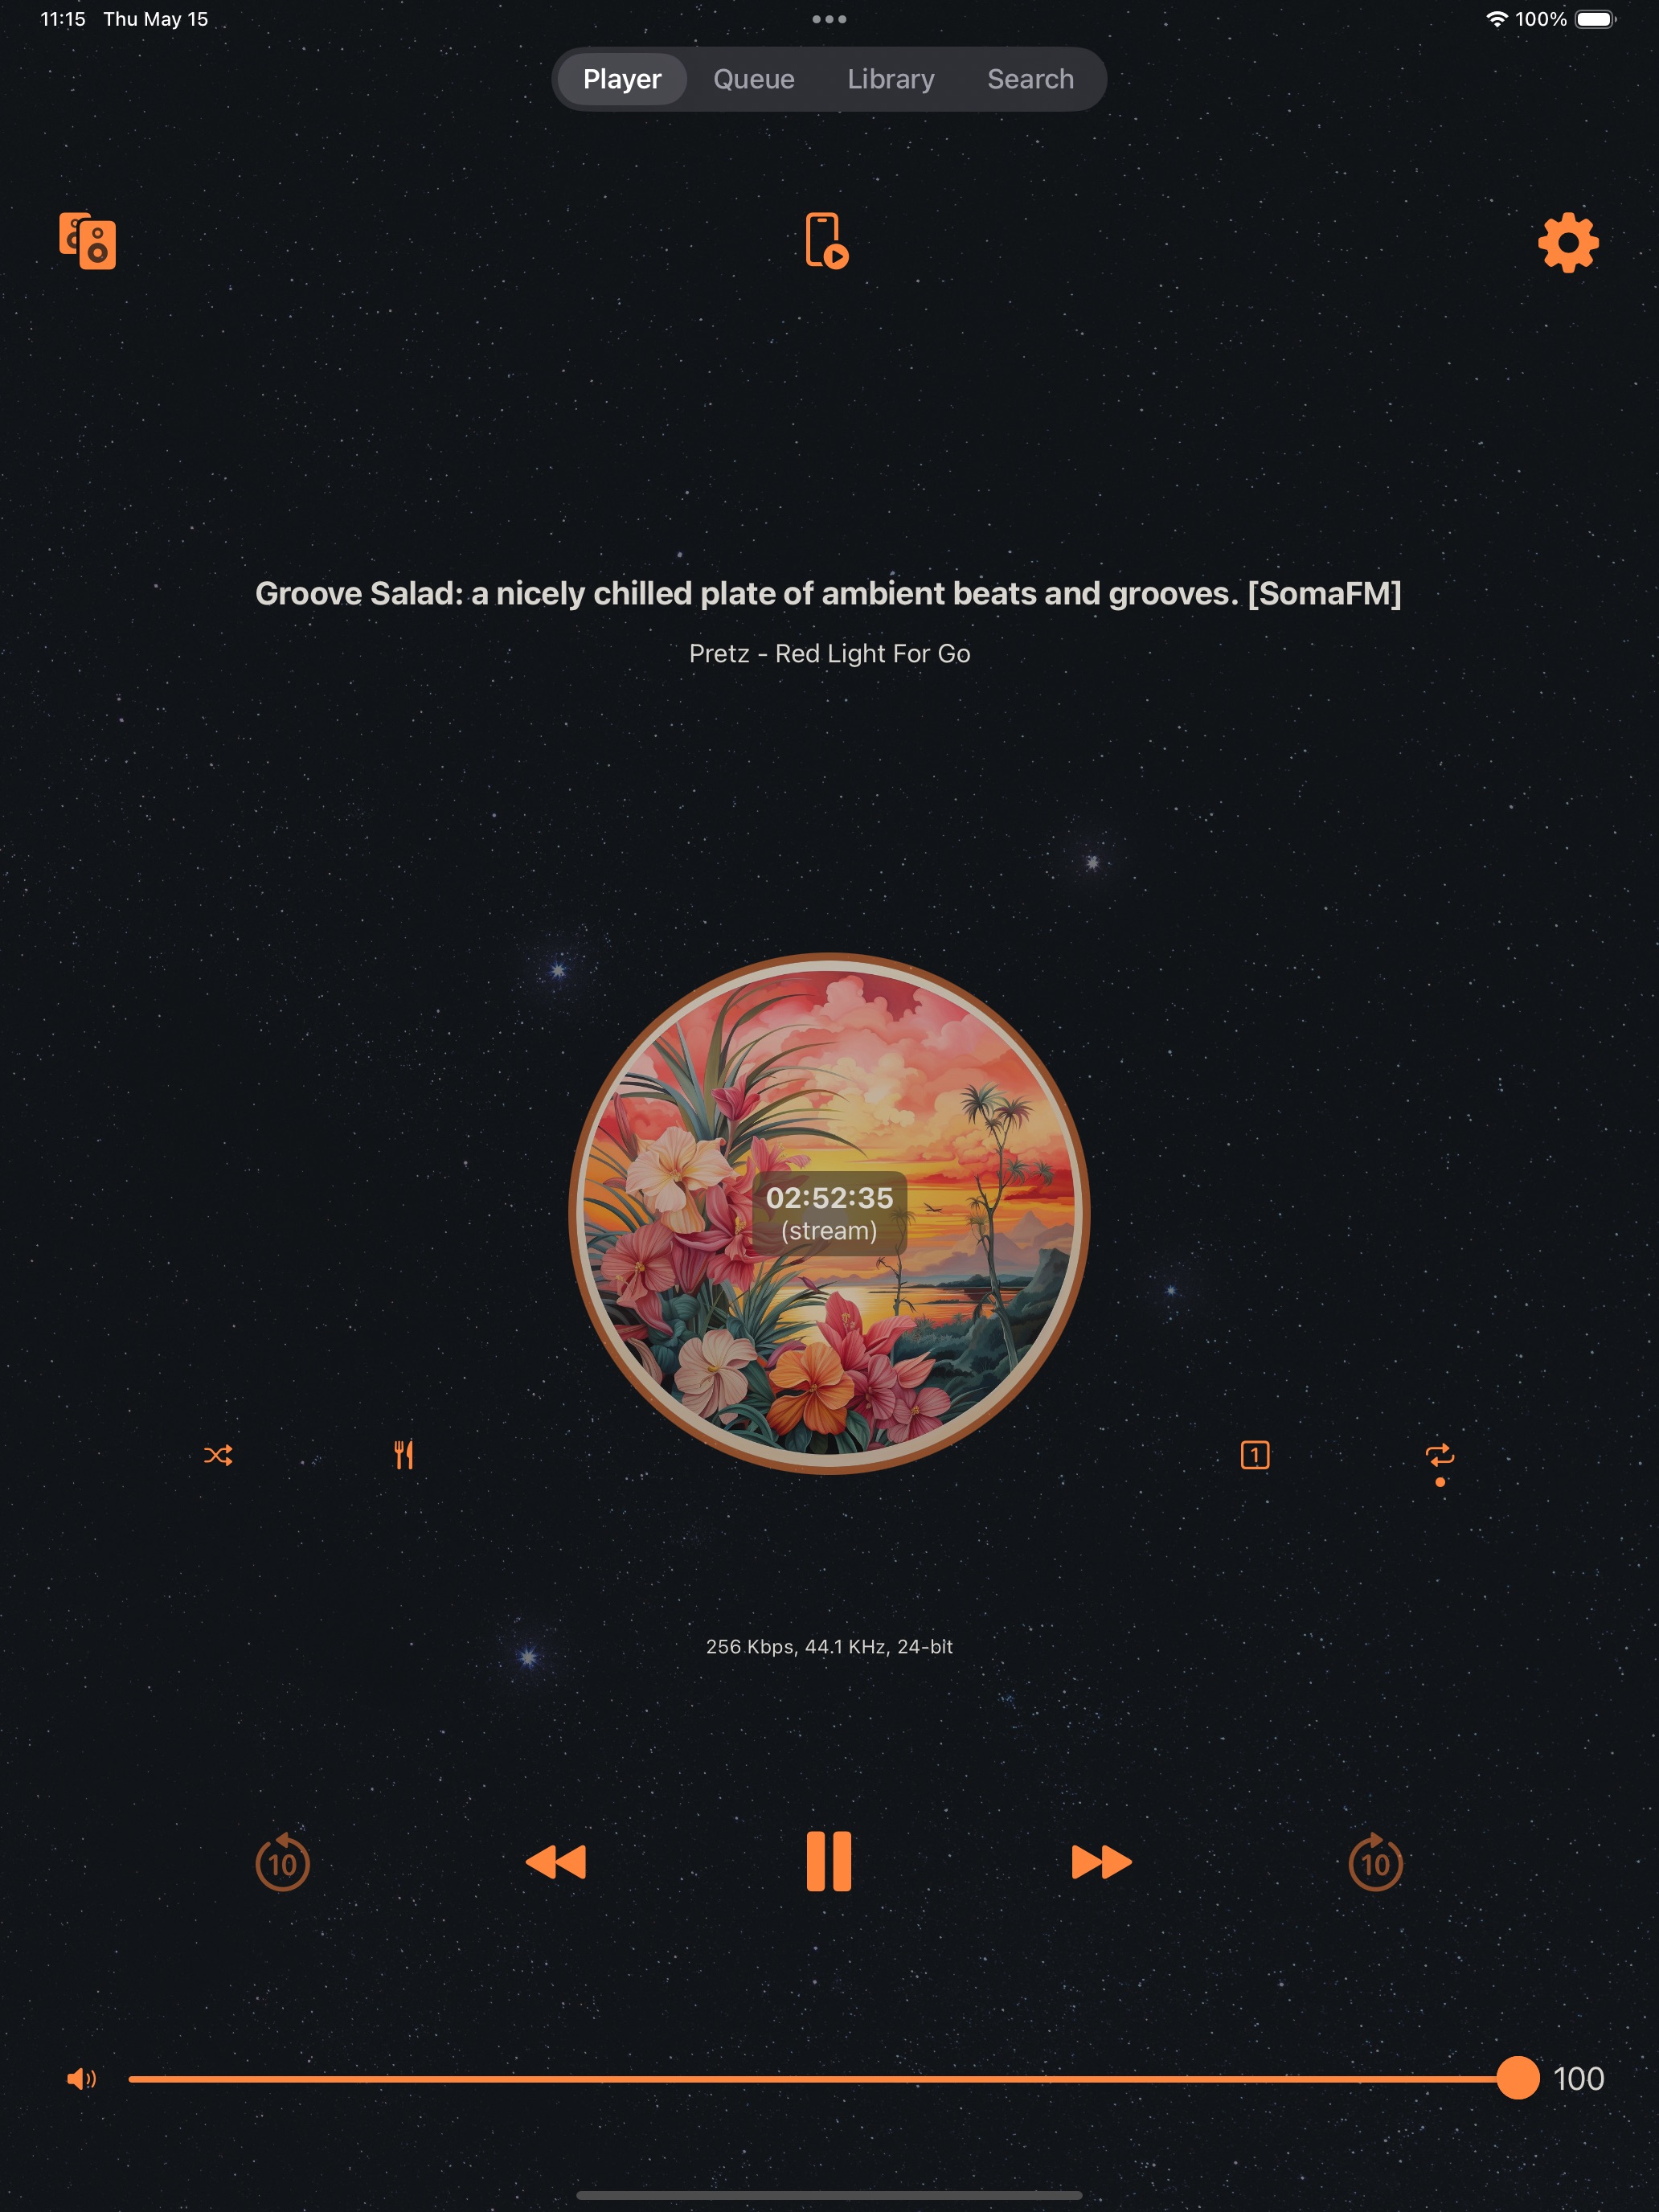 11:15 Thu May 15
100%
Player Queue Library Search
Groove Salad: a nicely chilled plate of ambient beats and grooves. [SomaFM]
Pretz - Red Light For Go
02:52:35
(stream)
1
256 Kbps, 44.1 KHz, 24-bit
10 10
100